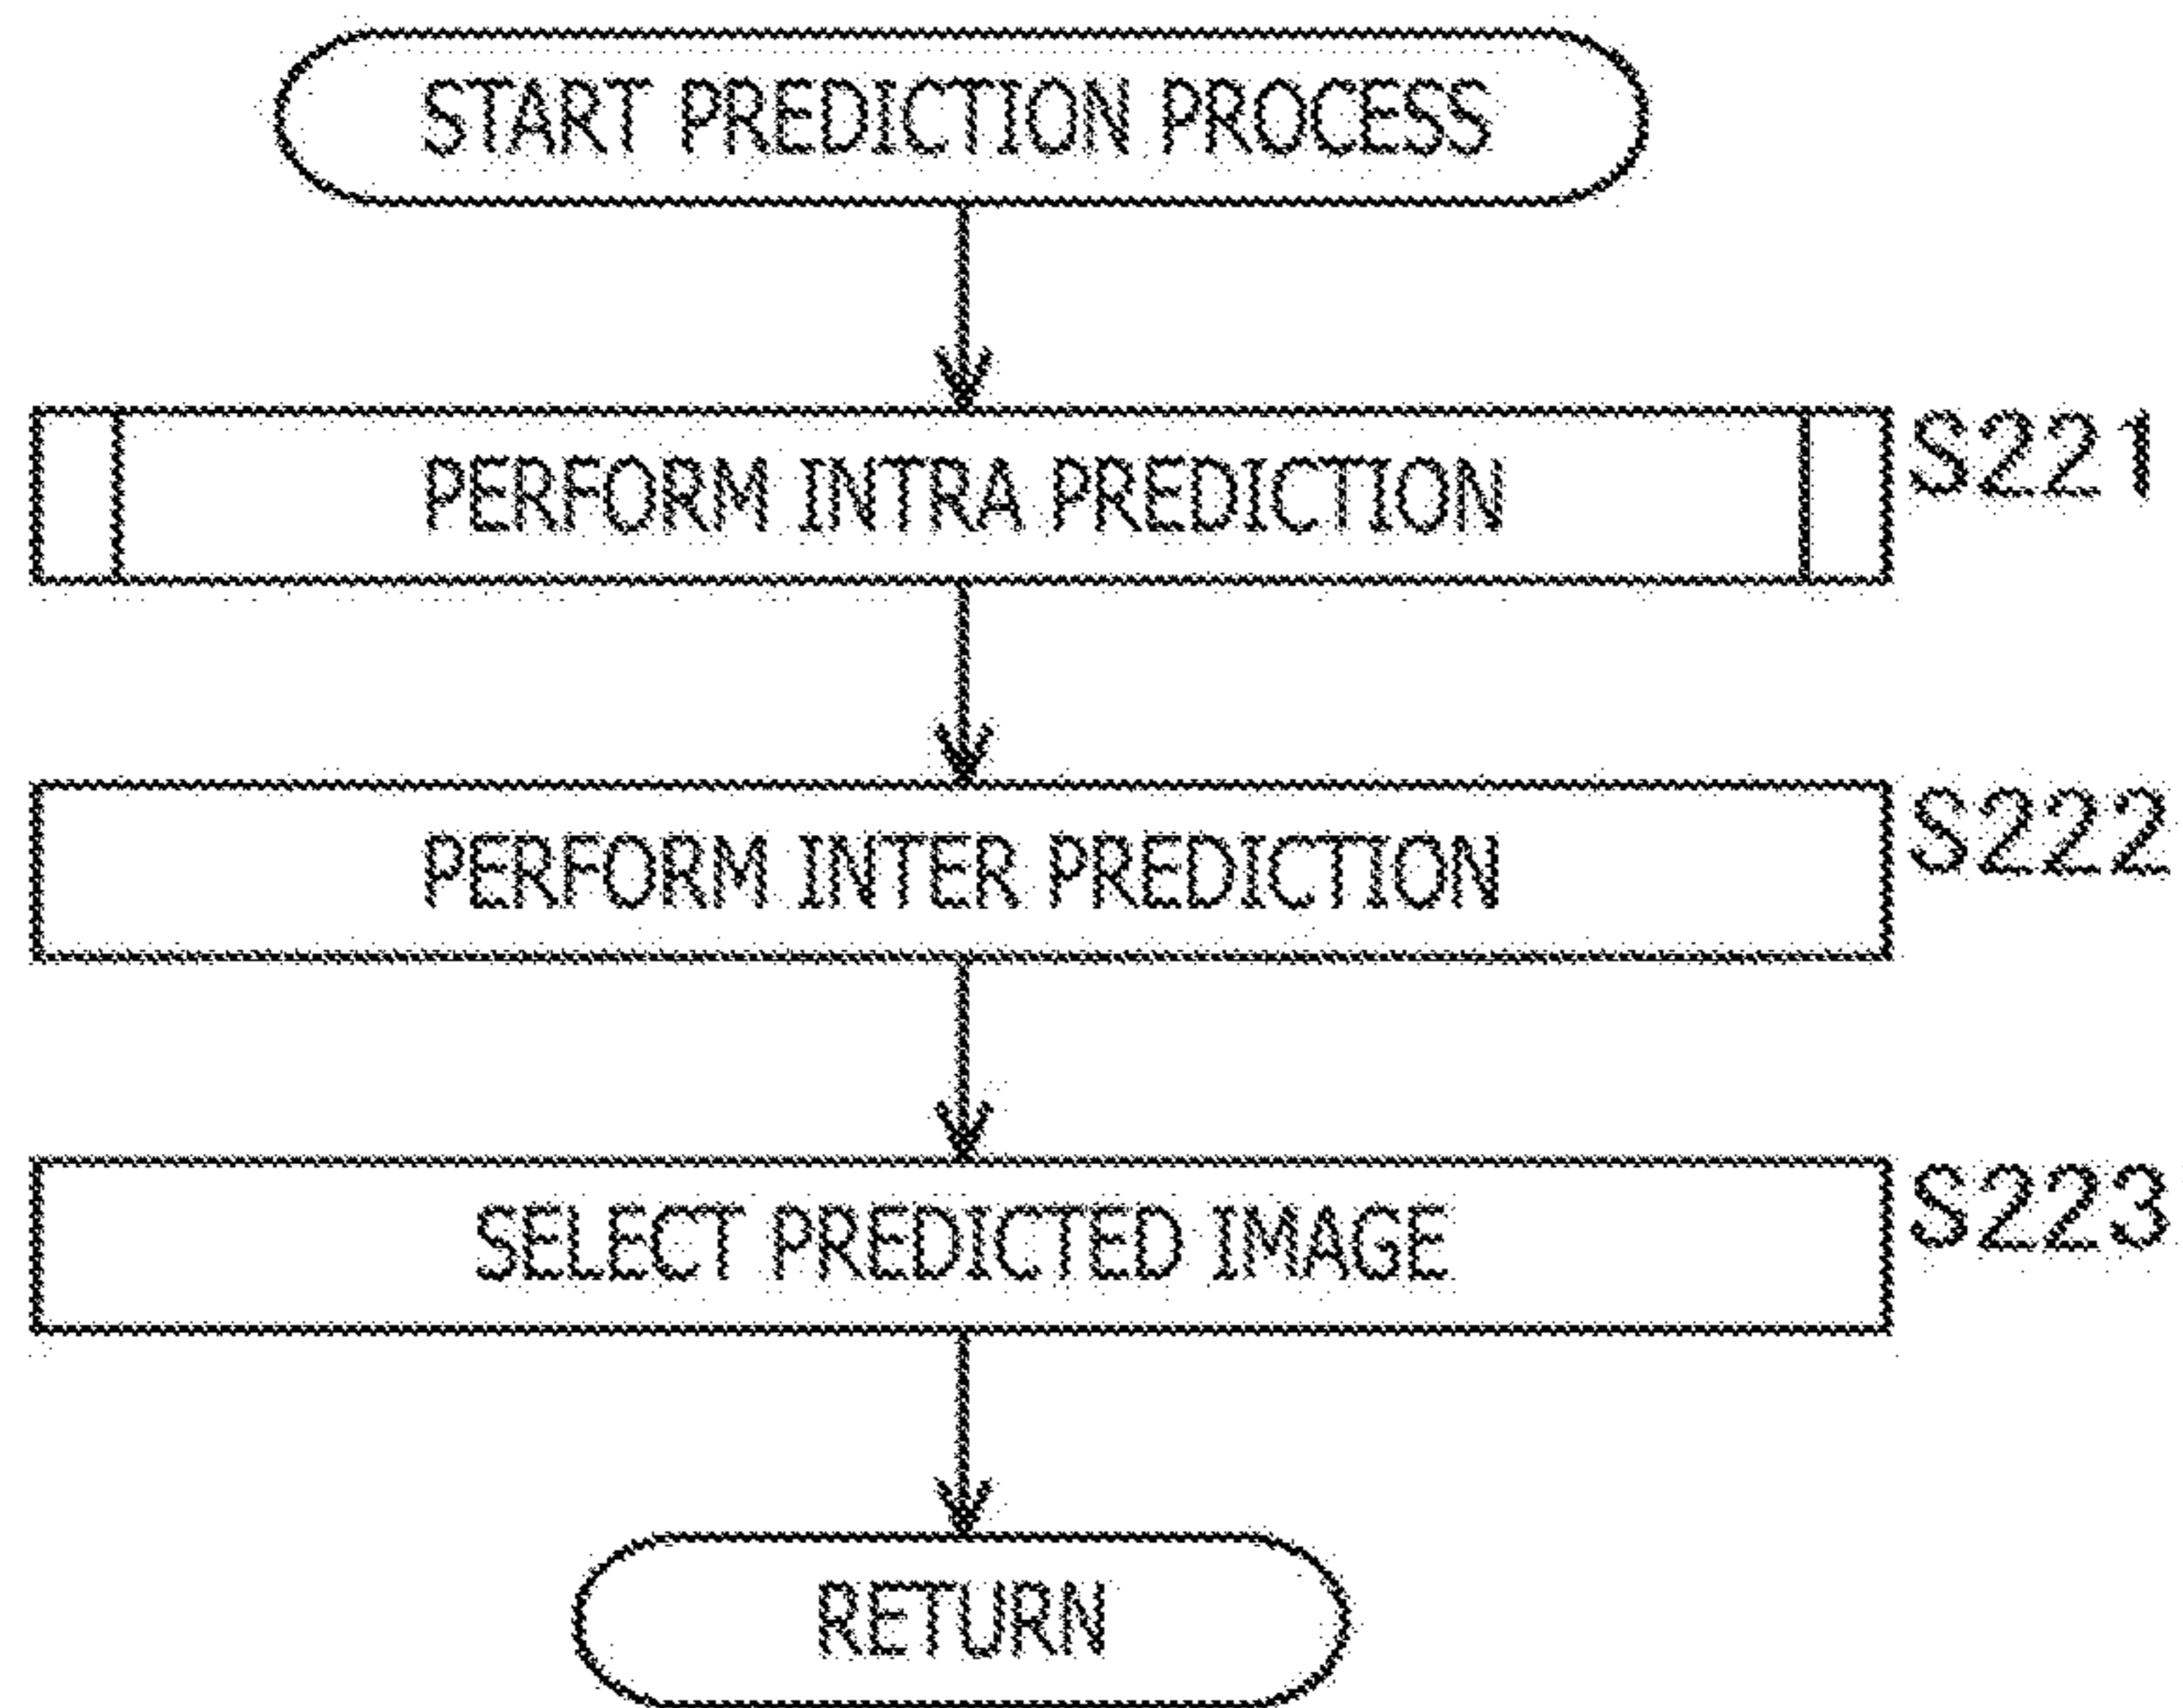 START PREDICTION PROCESS
PERFORM INTRA PREDICTION
S221
PERFORM INTER PREDICTION
S222
SELECT PREDICTED IMAGE
S223
RETURN